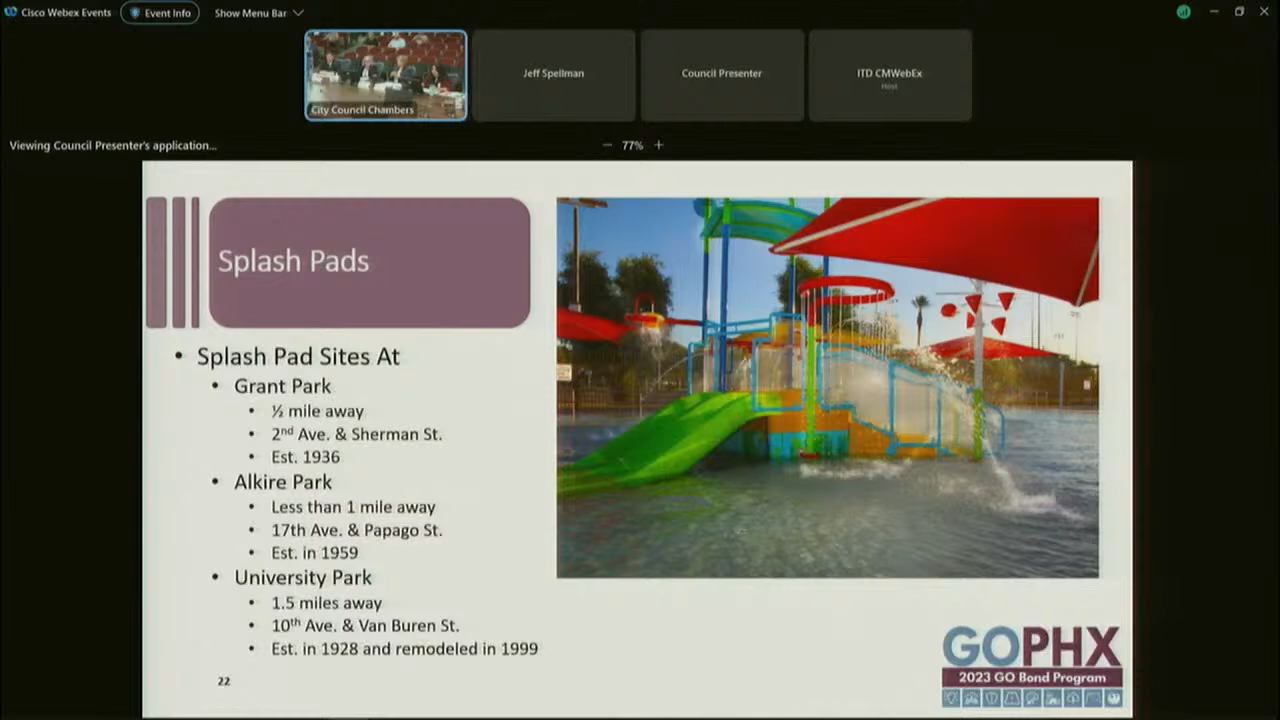 Cisco Webex Events
Event Info
Show Menu Bar
City Council Chambers
Jeff Spellman
Council Presenter
ITD CMWebEx
Host
Viewing Council Presenter's application...
77%
Splash Pads
• Splash Pad Sites At
• Grant Park
• ½ mile away
• 2nd Ave. & Sherman St.
• Est. 1936
• Alkire Park
• Less than 1 mile away
• 17th Ave. & Papago St.
• Est. in 1959
• University Park
• 1.5 miles away
• 10th Ave. & Van Buren St.
• Est. in 1928 and remodeled in 1999
22
GOPHX
2023 GO Bond Program